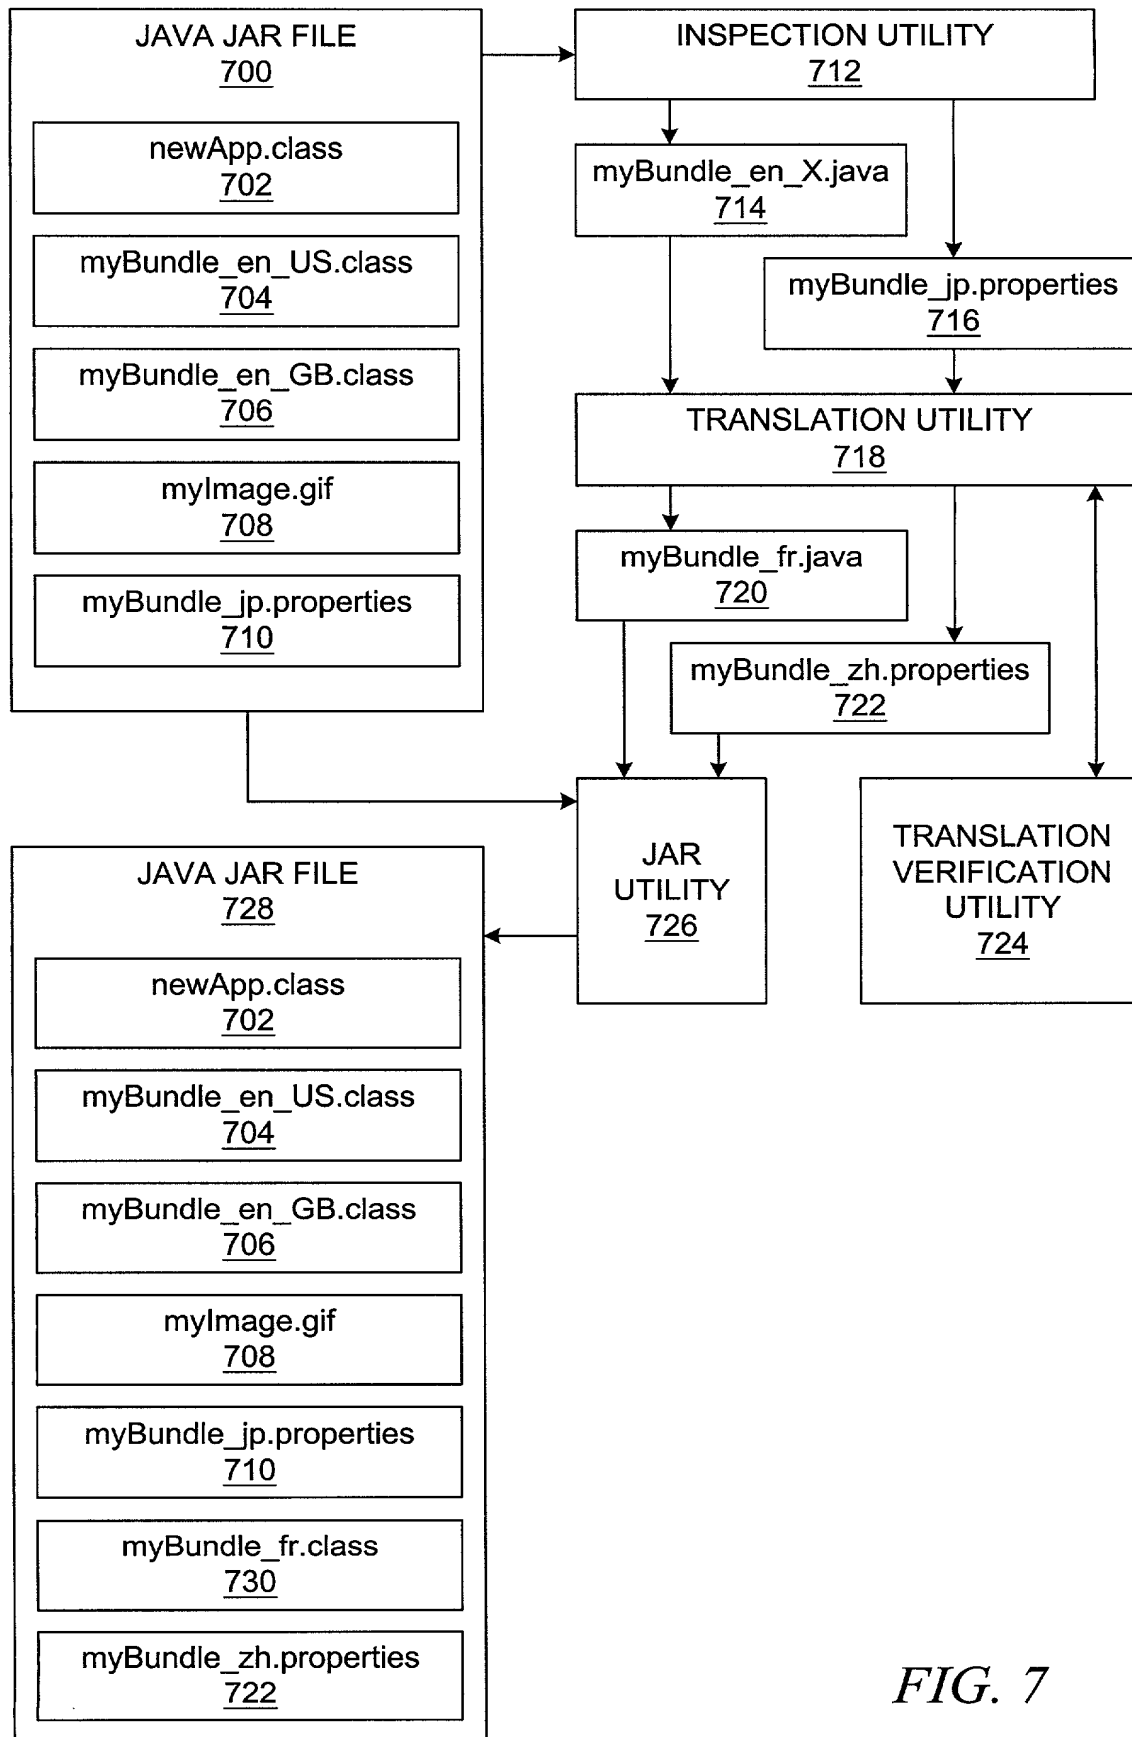 JAVA JAR FILE
700
newApp.class
702
myBundle_en_US.class
704
myBundle_en_GB.class
706
myImage.gif
708
myBundle_jp.properties
710
INSPECTION UTILITY
712
myBundle_en_X.java
714
myBundle_jp.properties
716
TRANSLATION UTILITY
718
myBundle_fr.java
720
myBundle_zh.properties
722
JAR
UTILITY
726
TRANSLATION
VERIFICATION
UTILITY
724
JAVA JAR FILE
728
newApp.class
702
myBundle_en_US.class
704
myBundle_en_GB.class
706
myImage.gif
708
myBundle_jp.properties
710
myBundle_fr.class
730
myBundle_zh.properties
722
FIG. 7